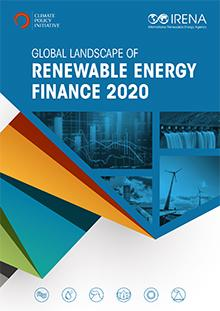 CLIMATE
POLICY
INITIATIVE
IRENA
International Renewable Energy Agency
GLOBAL LANDSCAPE OF
RENEWABLE ENERGY
FINANCE 2020